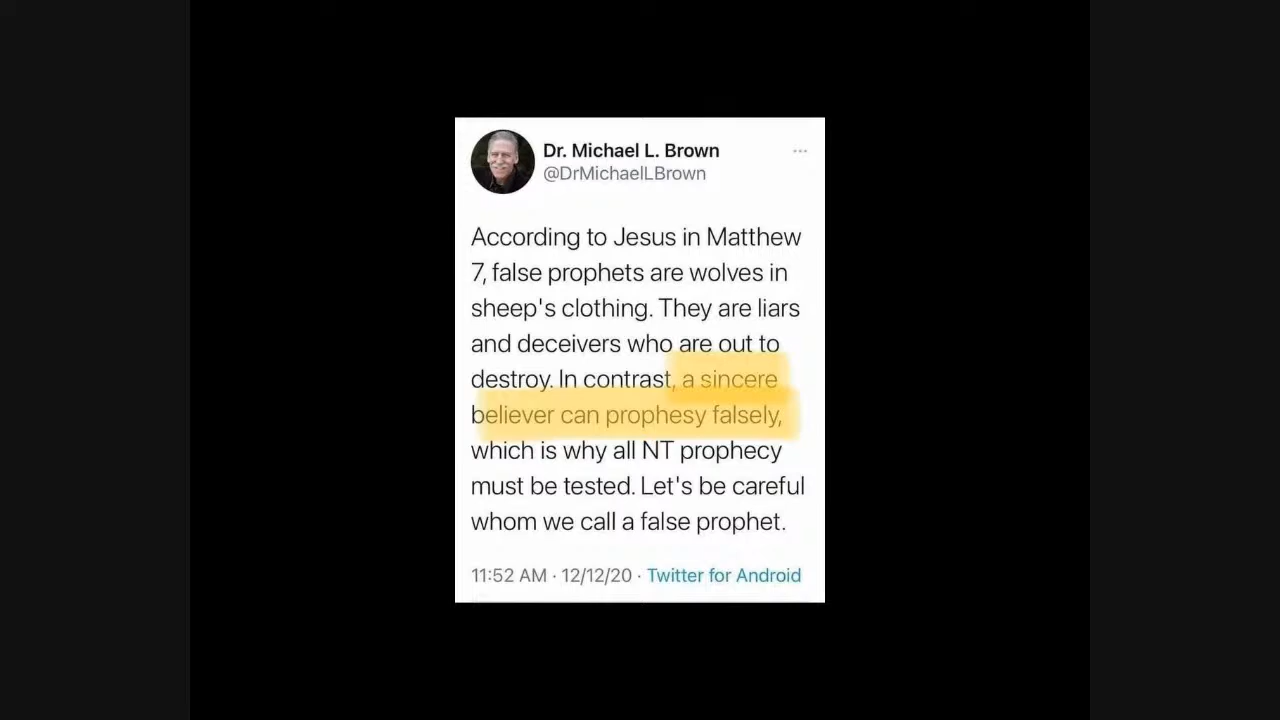 Dr. Michael L. Brown
@DrMichaelLBrown
According to Jesus in Matthew
7, false prophets are wolves in
sheep's clothing. They are liars
and deceivers who are out to
destroy. In contrast, a sincere
believer can prophesy falsely,
which is why all NT prophecy
must be tested. Let's be careful
whom we call a false prophet.
11:52 AM · 12/12/20 · Twitter for Android